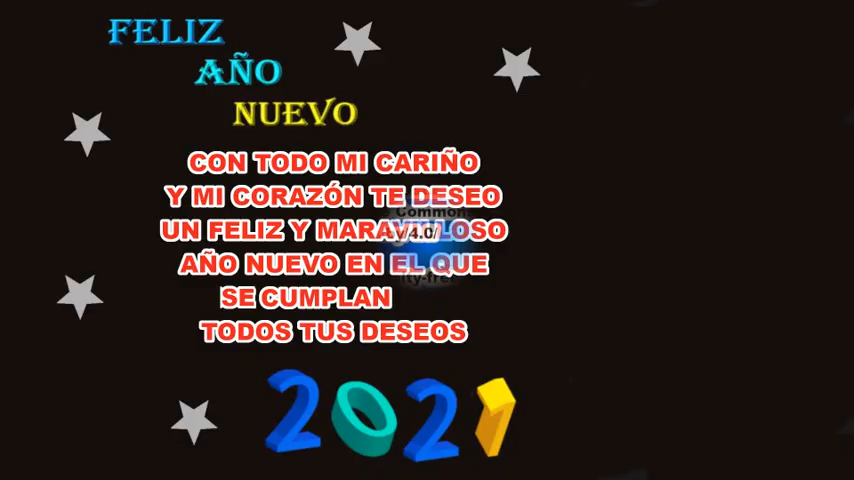 FELIZ
AÑO
NUEVO
CON TODO MI CARIÑO
Y MI CORAZÓN TE DESEO
UN FELIZ Y MARAVILLOSO
AÑO NUEVO EN EL QUE
SE CUMPLAN
TODOS TUS DESEOS
2021